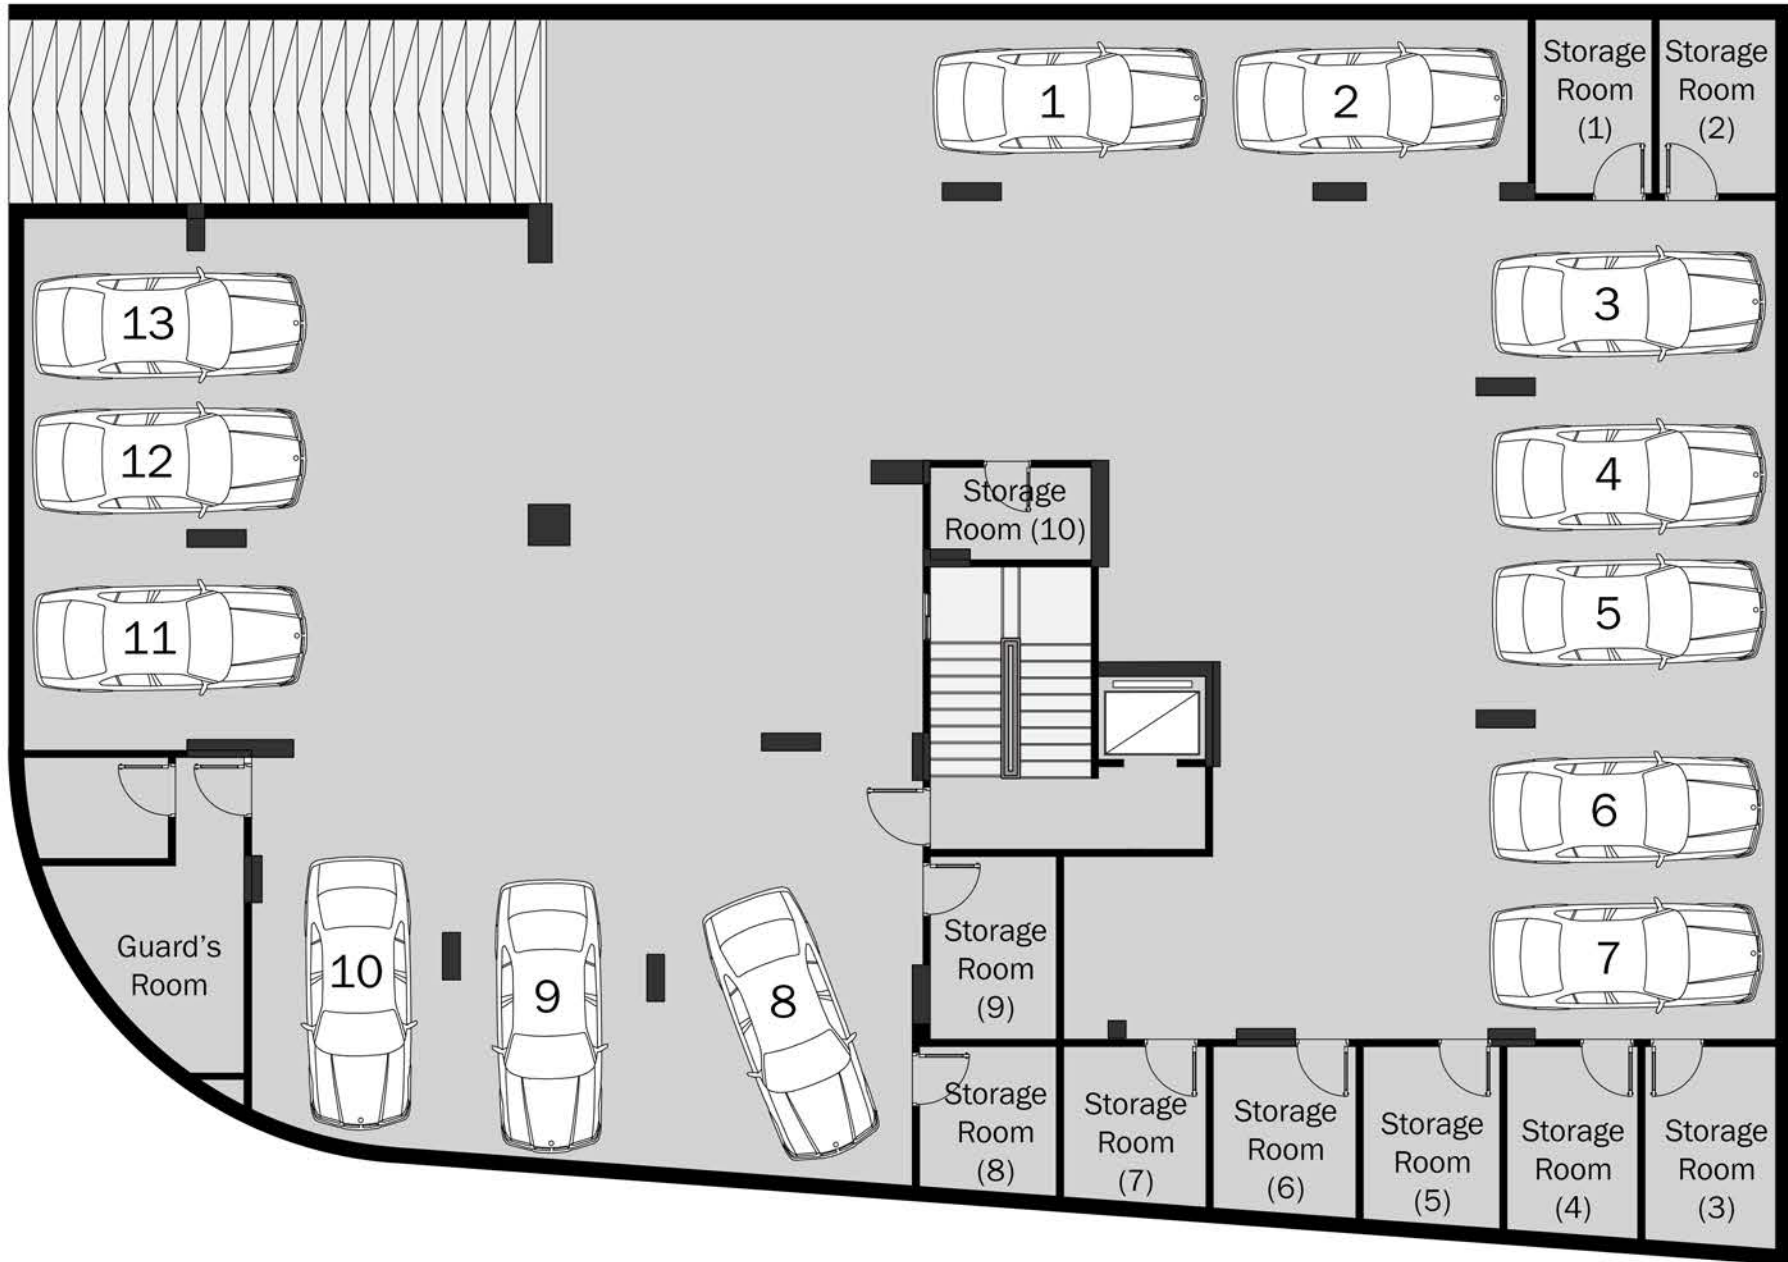 1
2
Storage
Room
(1)
Storage
Room
(2)
3
13
12
4
Storage
Room (10)
5
11
6
Guard's
Room
10
9
8
Storage
Room
(9)
7
Storage
Room
(8)
Storage
Room
(7)
Storage
Room
(6)
Storage
Room
(5)
Storage
Room
(4)
Storage
Room
(3)